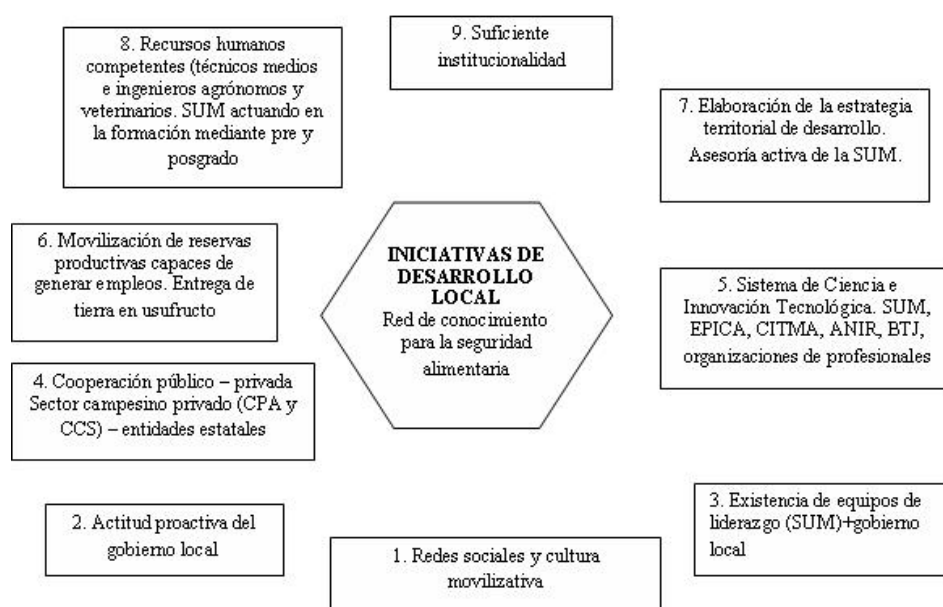 9. Suficiente
institucionalidad
8. Recursos humanos
competentes (técnicos medios
e ingenieros agrónomos y
veterinarios. SUM actuando en
la formación mediante pre y
posgrado
7. Elaboración de la estrategia
territorial de desarrollo.
Asesoría activa de la SUM.
6. Movilización de reservas
productivas capaces de
generar empleos. Entrega de
tierra en usufructo
INICIATIVAS DE
DESARROLLO
LOCAL
Red de conocimiento
para la seguridad
alimentaria
5. Sistema de Ciencia e
Innovación Tecnológica. SUM,
EPICA, CITMA, ANIR, BTJ,
organizaciones de profesionales
4. Cooperación público – privada
Sector campesino privado (CPA y
CCS) – entidades estatales
3. Existencia de equipos de
liderazgo (SUM)+gobierno
local
2. Actitud proactiva del
gobierno local
1. Redes sociales y cultura
movilizativa